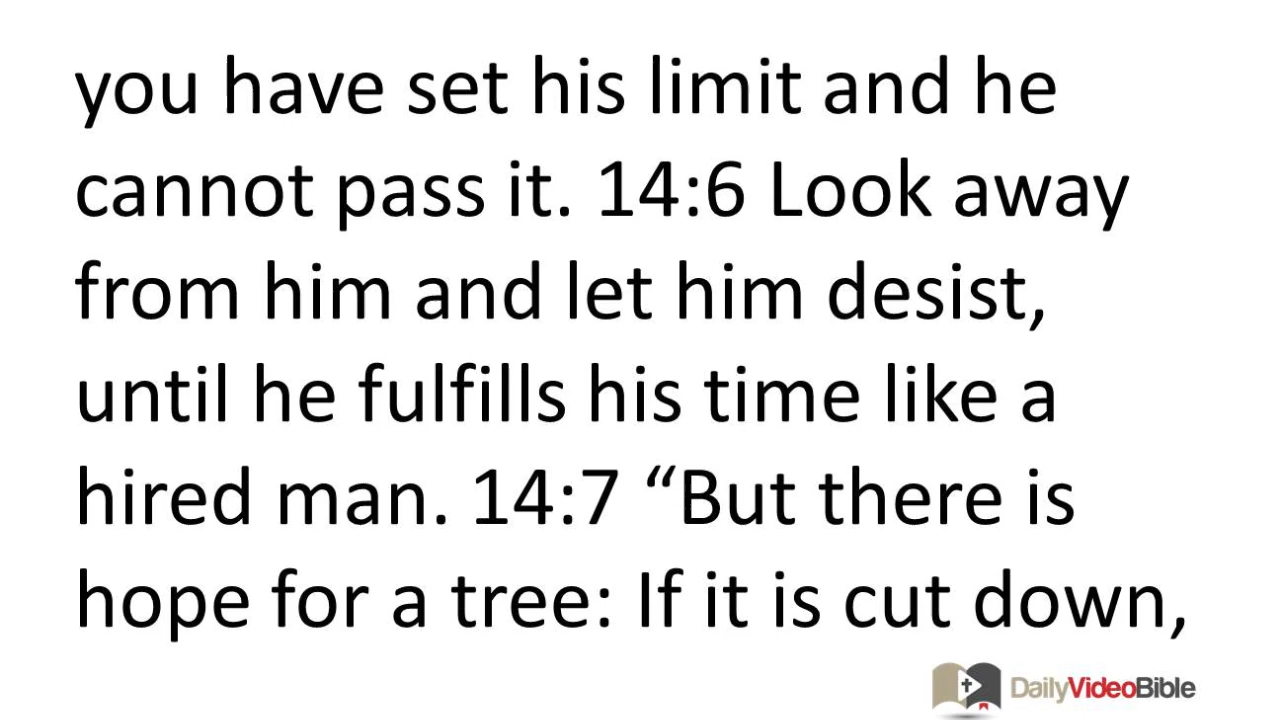 you have set his limit and he
cannot pass it. 14:6 Look away
from him and let him desist,
until he fulfills his time like a
hired man. 14:7 “But there is
hope for a tree: If it is cut down,
DailyVideoBible